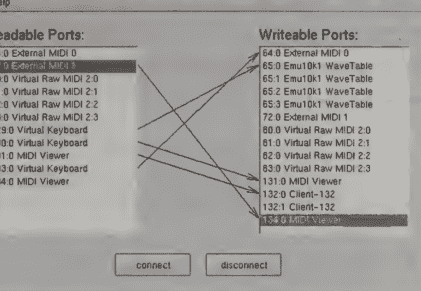 elp
eadable Ports:
:0 External MIDI 0
:0 External MIDI 1
:0 Virtual Raw MIDI 2:0
:0 Virtual Raw MIDI 2:1
:0 Virtual Raw MIDI 2:2
:0 Virtual Raw MIDI 2:3
29:0 Virtual Keyboard
30:0 Virtual Keyboard
31:0 MIDI Viewer
33:0 Virtual Keyboard
34:0 MIDI Viewer
Writeable Ports:
64:0 External MIDI 0
65:0 Emu10k1 WaveTable
65:1 Emu10k1 WaveTable
65:2 Emu10k1 WaveTable
65:3 Emu10k1 WaveTable
72:0 External MIDI 1
80:0 Virtual Raw MIDI 2:0
81:0 Virtual Raw MIDI 2:1
82:0 Virtual Raw MIDI 2:2
83:0 Virtual Raw MIDI 2:3
131:0 MIDI Viewer
132:0 Client-132
132:1 Client-132
134:0 MIDI Viewer
connect
disconnect